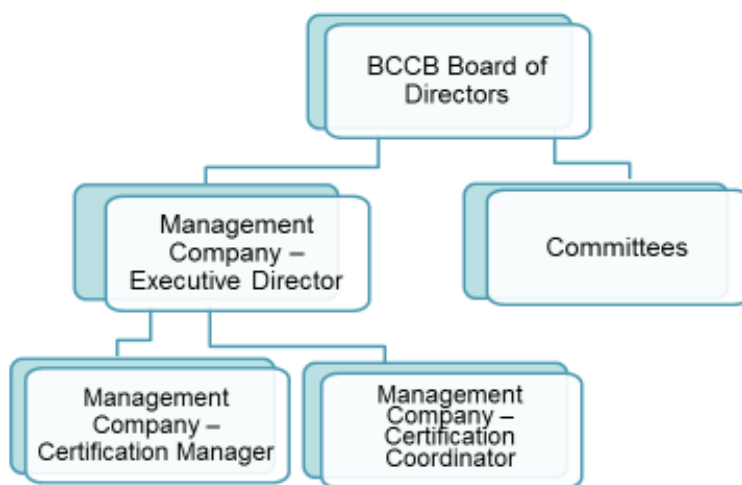 BCCB Board of
Directors
Management
Company –
Executive Director
Committees
Management
Company –
Certification Manager
Management
Company –
Certification
Coordinator